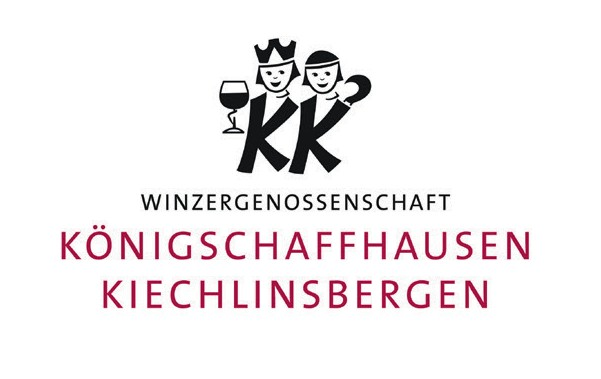 KK
WINZERGENOSSENSCHAFT
KÖNIGSCHAFFHAUSEN
KIECHLINSBERGEN